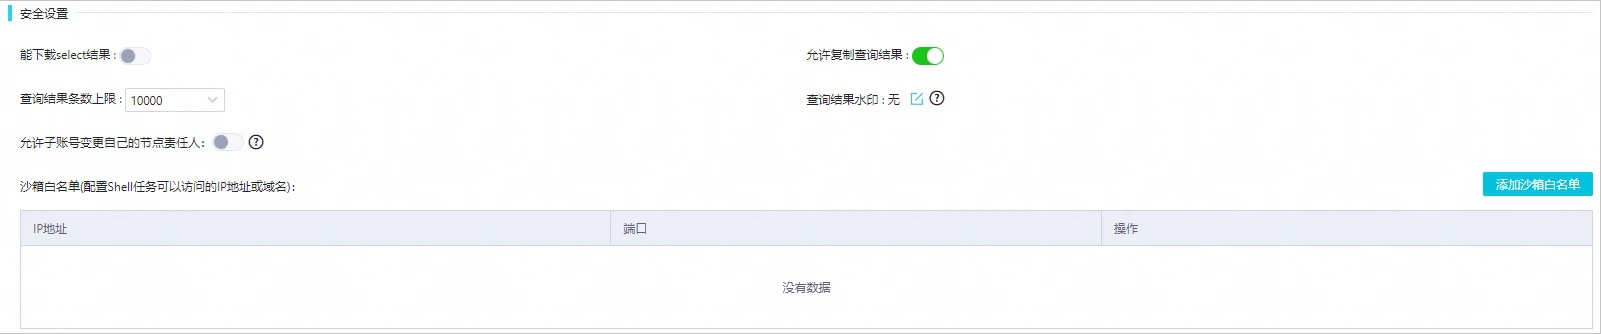 安全设置
能下载select结果 :
允许复制查询结果 :
查询结果条数上限 : 10000
查询结果水印 : 无
允许子账号变更自己的节点责任人:
沙箱白名单(配置Shell任务可以访问的IP地址或域名):
添加沙箱白名单
IP地址 端口 操作
没有数据